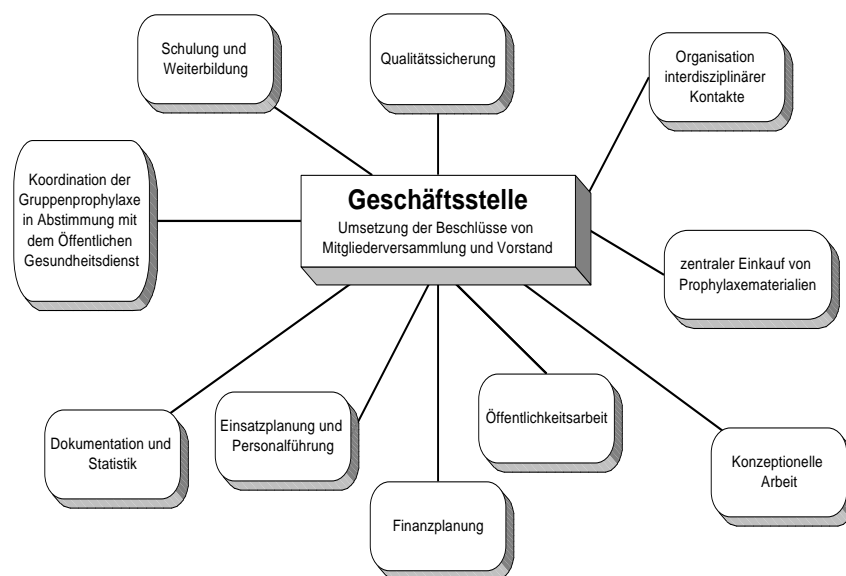 Schulung und
Weiterbildung
Qualitätssicherung
Organisation
interdisziplinärer
Kontakte
Koordination der
Gruppenprophylaxe
in Abstimmung mit
dem Öffentlichen
Gesundheitsdienst
Geschäftsstelle
Umsetzung der Beschlüsse von
Mitgliederversammlung und Vorstand
zentraler Einkauf von
Prophylaxematerialien
Dokumentation und
Statistik
Einsatzplanung und
Personalführung
Öffentlichkeitsarbeit
Konzeptionelle
Arbeit
Finanzplanung